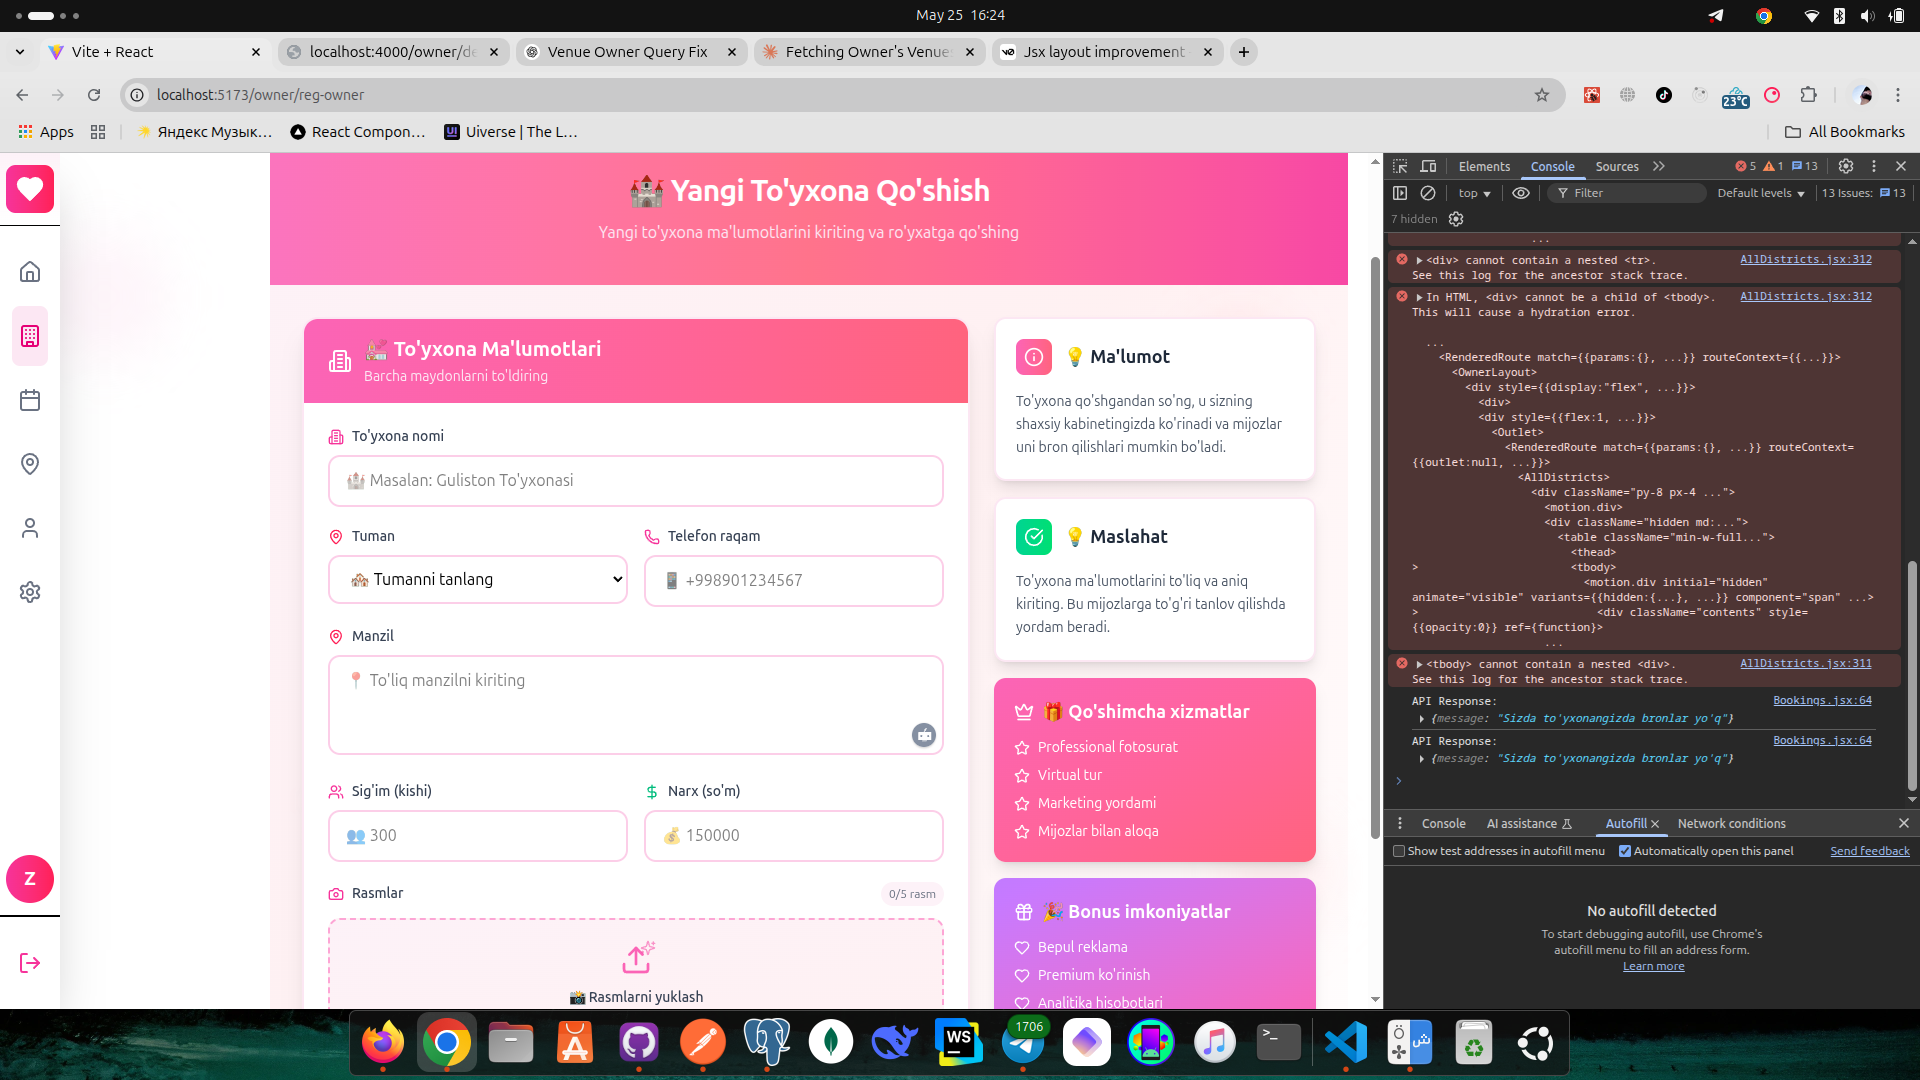 May 25 16:24
Vite + React
localhost:4000/owner/de
Venue Owner Query Fix
Fetching Owner's Venue
Jsx layout improvement
localhost:5173/owner/reg-owner
23°C
Apps
Яндекс Музык...
React Compon...
Uiverse | The L...
All Bookmarks
🏰 Yangi To'yxona Qo'shish
Yangi to'yxona ma'lumotlarini kiriting va ro'yxatga qo'shing
💒 To'yxona Ma'lumotlari
Barcha maydonlarni to'ldiring
To'yxona nomi
🏰 Masalan: Guliston To'yxonasi
Tuman
Telefon raqam
🏘️ Tumanni tanlang
📱 +998901234567
Manzil
📍 To'liq manzilni kiriting
Sig'im (kishi)
Narx (so'm)
👥 300
💰 150000
Rasmlar
0/5 rasm
📸 Rasmlarni yuklash
💡 Ma'lumot
To'yxona qo'shgandan so'ng, u sizning
shaxsiy kabinetingizda ko'rinadi va mijozlar
uni bron qilishlari mumkin bo'ladi.
💡 Maslahat
To'yxona ma'lumotlarini to'liq va aniq
kiriting. Bu mijozlarga to'g'ri tanlov qilishda
yordam beradi.
🎁 Qo'shimcha xizmatlar
Professional fotosurat
Virtual tur
Marketing yordami
Mijozlar bilan aloqa
🎉 Bonus imkoniyatlar
Bepul reklama
Premium ko'rinish
Analitika hisobotlari
Z
Elements
Console
Sources
5
1
13
top
Filter
Default levels
13 Issues:
13
7 hidden
...
<div> cannot contain a nested <tr>.
AllDistricts.jsx:312
See this log for the ancestor stack trace.
In HTML, <div> cannot be a child of <tbody>.
AllDistricts.jsx:312
This will cause a hydration error.
...
<RenderedRoute match={{params:{}, ...}} routeContext={{...}}>
<OwnerLayout>
<div style={{display:"flex", ...}}>
<div>
<div style={{flex:1, ...}}>
<Outlet>
<RenderedRoute match={{params:{}, ...}} routeContext=
{{outlet:null, ...}}>
<AllDistricts>
<div className="py-8 px-4 ...">
<motion.div>
<div className="hidden md:...">
<table className="min-w-full...">
<thead>
> <tbody>
<motion.div initial="hidden"
animate="visible" variants={{hidden:{...}, ...}} component="span" ...>
> <div className="contents" style=
{{opacity:0}} ref={function}>
...
<tbody> cannot contain a nested <div>.
AllDistricts.jsx:311
See this log for the ancestor stack trace.
API Response:
Bookings.jsx:64
{message: "Sizda to'yxonangizda bronlar yo'q"}
API Response:
Bookings.jsx:64
{message: "Sizda to'yxonangizda bronlar yo'q"}
Console
AI assistance
Autofill
Network conditions
Show test addresses in autofill menu
Automatically open this panel
Send feedback
No autofill detected
To start debugging autofill, use Chrome's
autofill menu to fill an address form.
Learn more
WS
1706